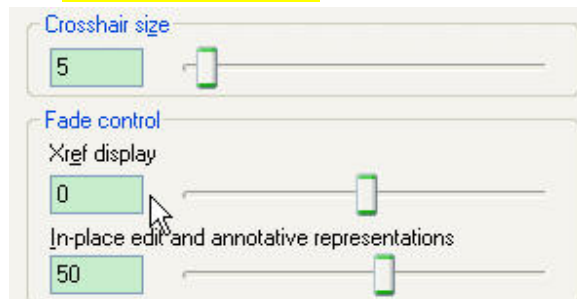 Crosshair size
5
Fade control
Xref display
0
In-place edit and annotative representations
50